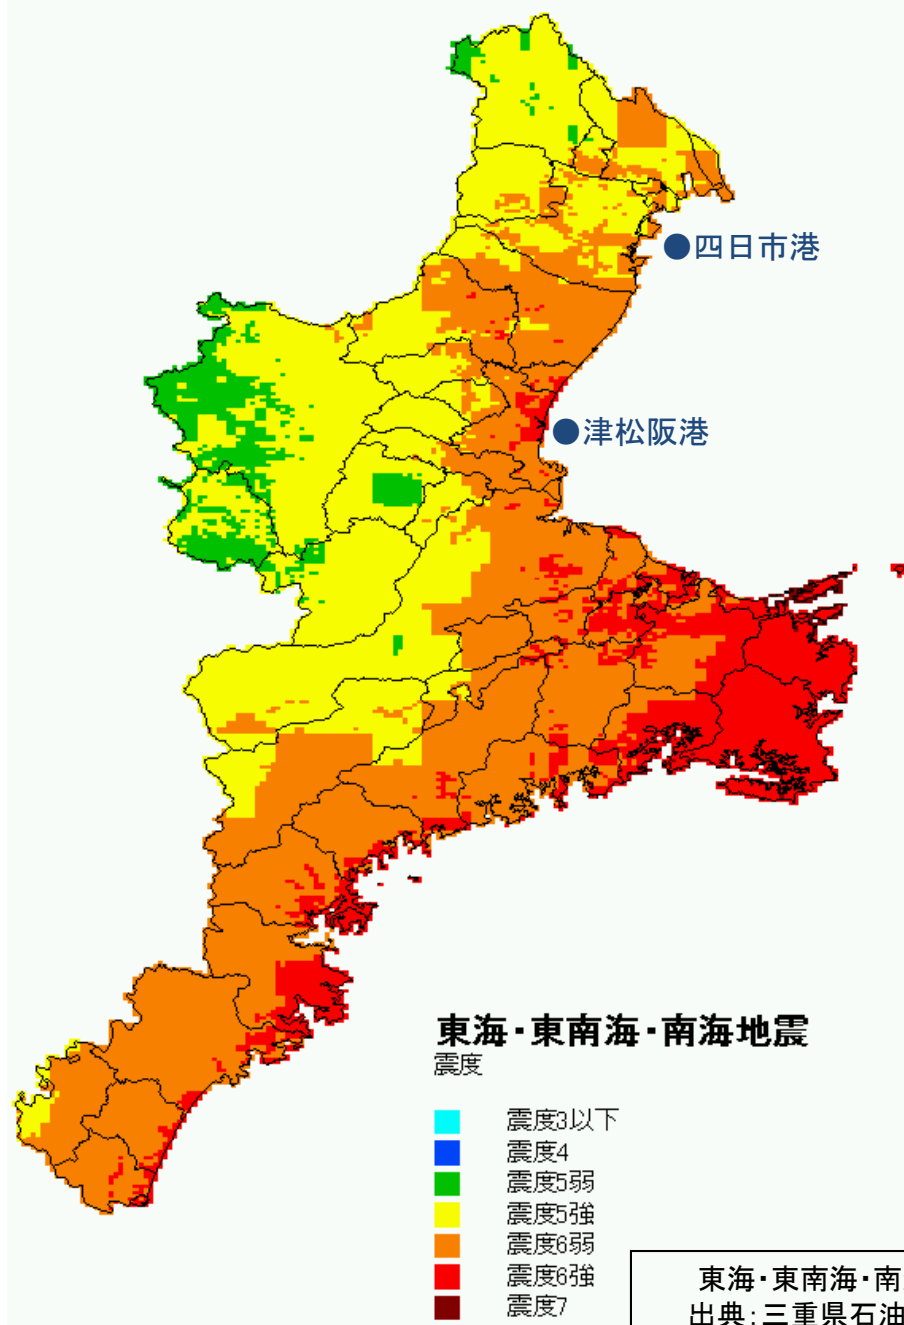 ●四日市港
●津松阪港
東海・東南海・南海地震
震度
震度3以下
震度4
震度5弱
震度5強
震度6弱
震度6強
震度7
東海・東南海・南
出典:三重県石油